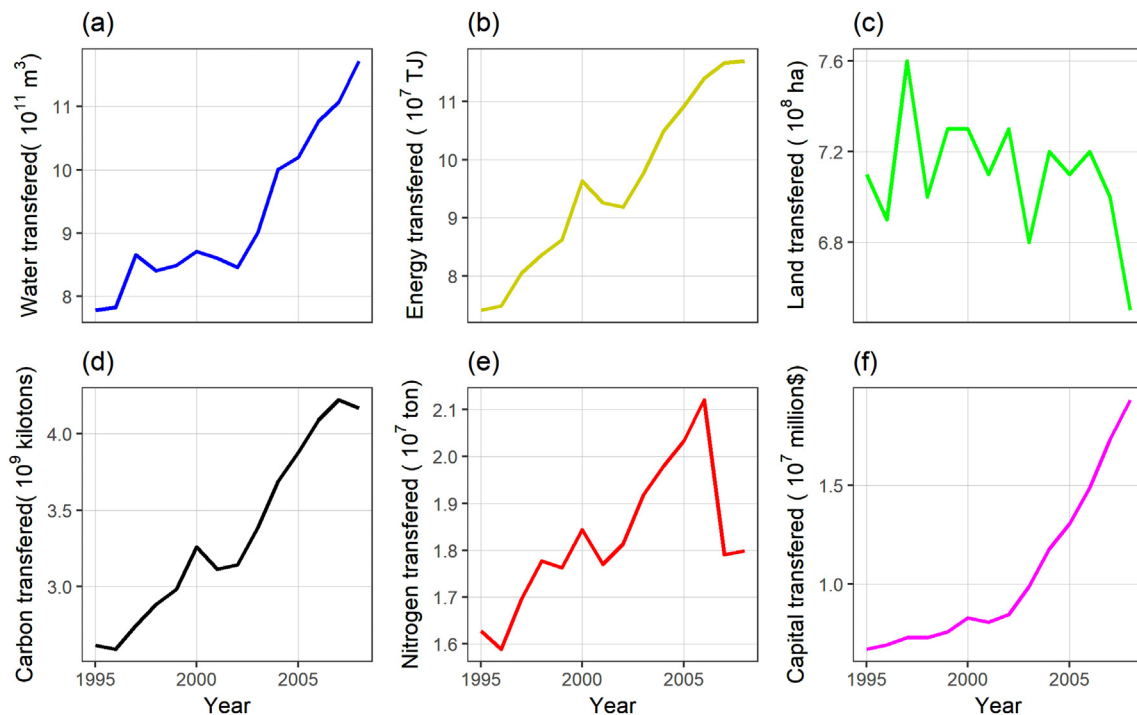 (a)
Water transfered( 10¹¹ m³)
11
10
9
8
(b)
Energy transfered ( 10⁷ TJ)
11
10
9
8
(c)
Land transfered ( 10⁸ ha)
7.6
7.2
6.8
(d)
Carbon transfered( 10⁹ kilotons)
4.0
3.5
3.0
1995
2000
2005
Year
(e)
Nitrogen transfered ( 10⁷ ton)
2.1
2.0
1.9
1.8
1.7
1.6
1995
2000
2005
Year
(f)
Capital transfered ( 10⁷ million$)
1.5
1.0
1995
2000
2005
Year